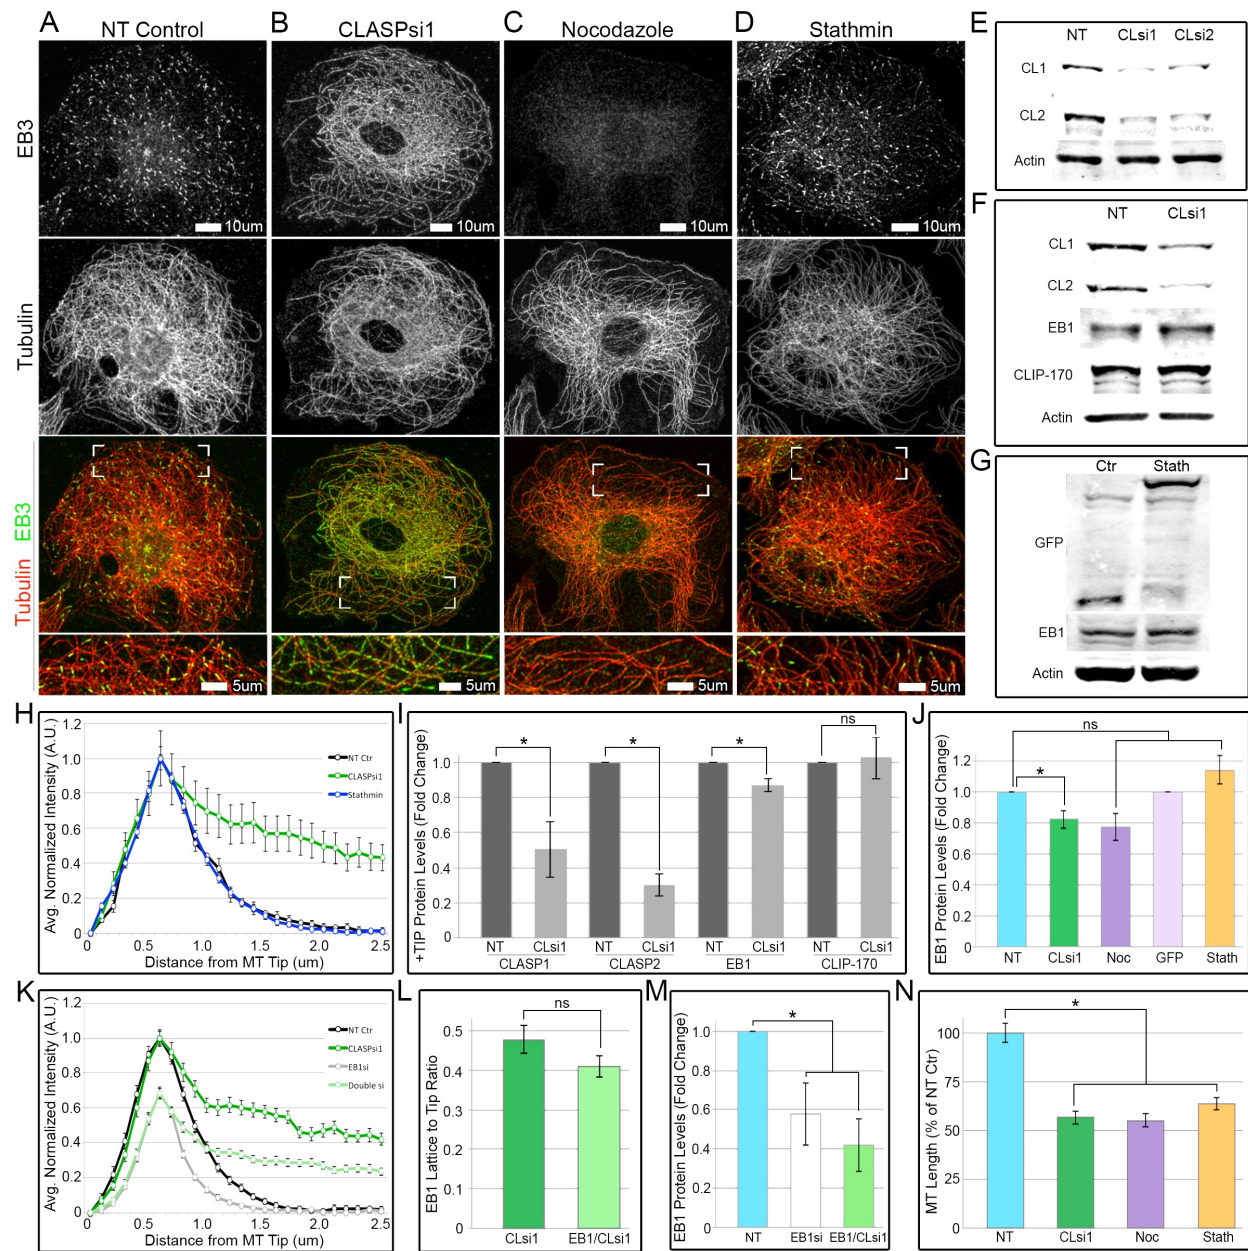 A
NT Control
B
CLASPsi1
C
Nocodazole
D
Stathmin
EB3
10um
10um
10um
10um
Tubulin
Tubulin EB3
5um
5um
5um
5um
E
NT CLsi1 CLsi2
CL1
CL2
Actin
F
NT CLsi1
CL1
CL2
EB1
CLIP-170
Actin
G
Ctr Stath
GFP
EB1
Actin
H
Avg. Normalized Intensity (A.U.)
1.2
1.0
0.8
0.6
0.4
0.2
0
NT Ctr
CLASPsi1
Stathmin
0 0.5 1.0 1.5 2.0 2.5
Distance from MT Tip (um)
I
+TIP Protein Levels (Fold Change)
1.0
0.8
0.6
0.4
0.2
0
* * * ns
NT CLsi1 NT CLsi1 NT CLsi1 NT CLsi1
CLASP1 CLASP2 EB1 CLIP-170
J
EB1 Protein Levels (Fold Change)
1.2
1.0
0.8
0.6
0.4
0.2
0
ns
*
NT CLsi1 Noc GFP Stath
K
Avg. Normalized Intensity (A.U.)
1.2
1.0
0.8
0.6
0.4
0.2
0
NT Ctr
CLASPsi1
EB1si
Double si
0 0.5 1.0 1.5 2.0 2.5
Distance from MT Tip (um)
L
EB1 Lattice to Tip Ratio
0.5
0.4
0.3
0.2
0.1
0
ns
CLsi1 EB1/CLsi1
M
EB1 Protein Levels (Fold Change)
1.0
0.8
0.6
0.4
0.2
0
*
NT EB1si EB1/CLsi1
N
MT Length (% of NT Ctr)
100
75
50
25
0
*
NT CLsi1 Noc Stath